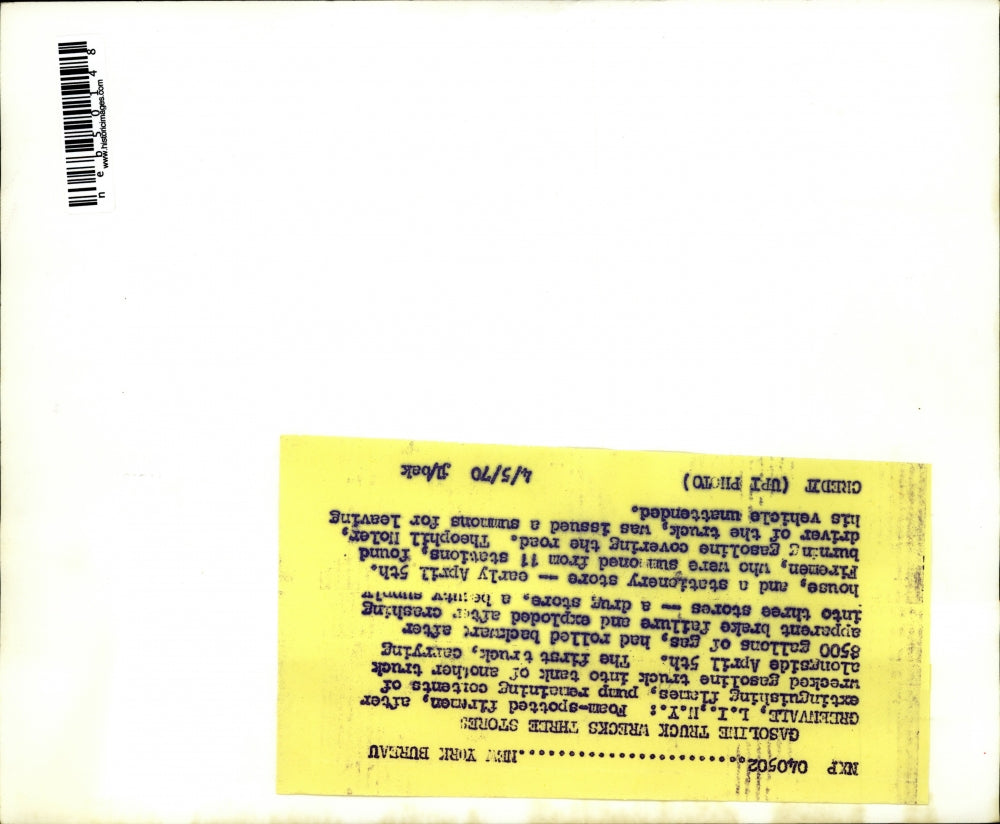 NXP 040502..........................NEW YORK BUREAU
GASOLINE TRUCK WRECKS THREE STORES
GREENVALE, L.I., N.Y.: Foam-spotted firemen, after
extinguishing flames, pump remaining contents of
wrecked gasoline truck into tank of another truck
alongside April 5th. The first truck, carrying
8500 gallons of gas, had rolled backward after
apparent brake failure and exploded after crashing
into three stores -- a drug store, a beauty supply
house, and a stationery store -- early April 5th.
Firemen, who were summoned from 11 stations, found
burning gasoline covering the road. Theophill Moler,
driver of the truck, was issued a summons for leaving
his vehicle unattended.
CREDIT (UPI PHOTO) 4/5/70 jl/bek
neb50148
www.historicimages.com